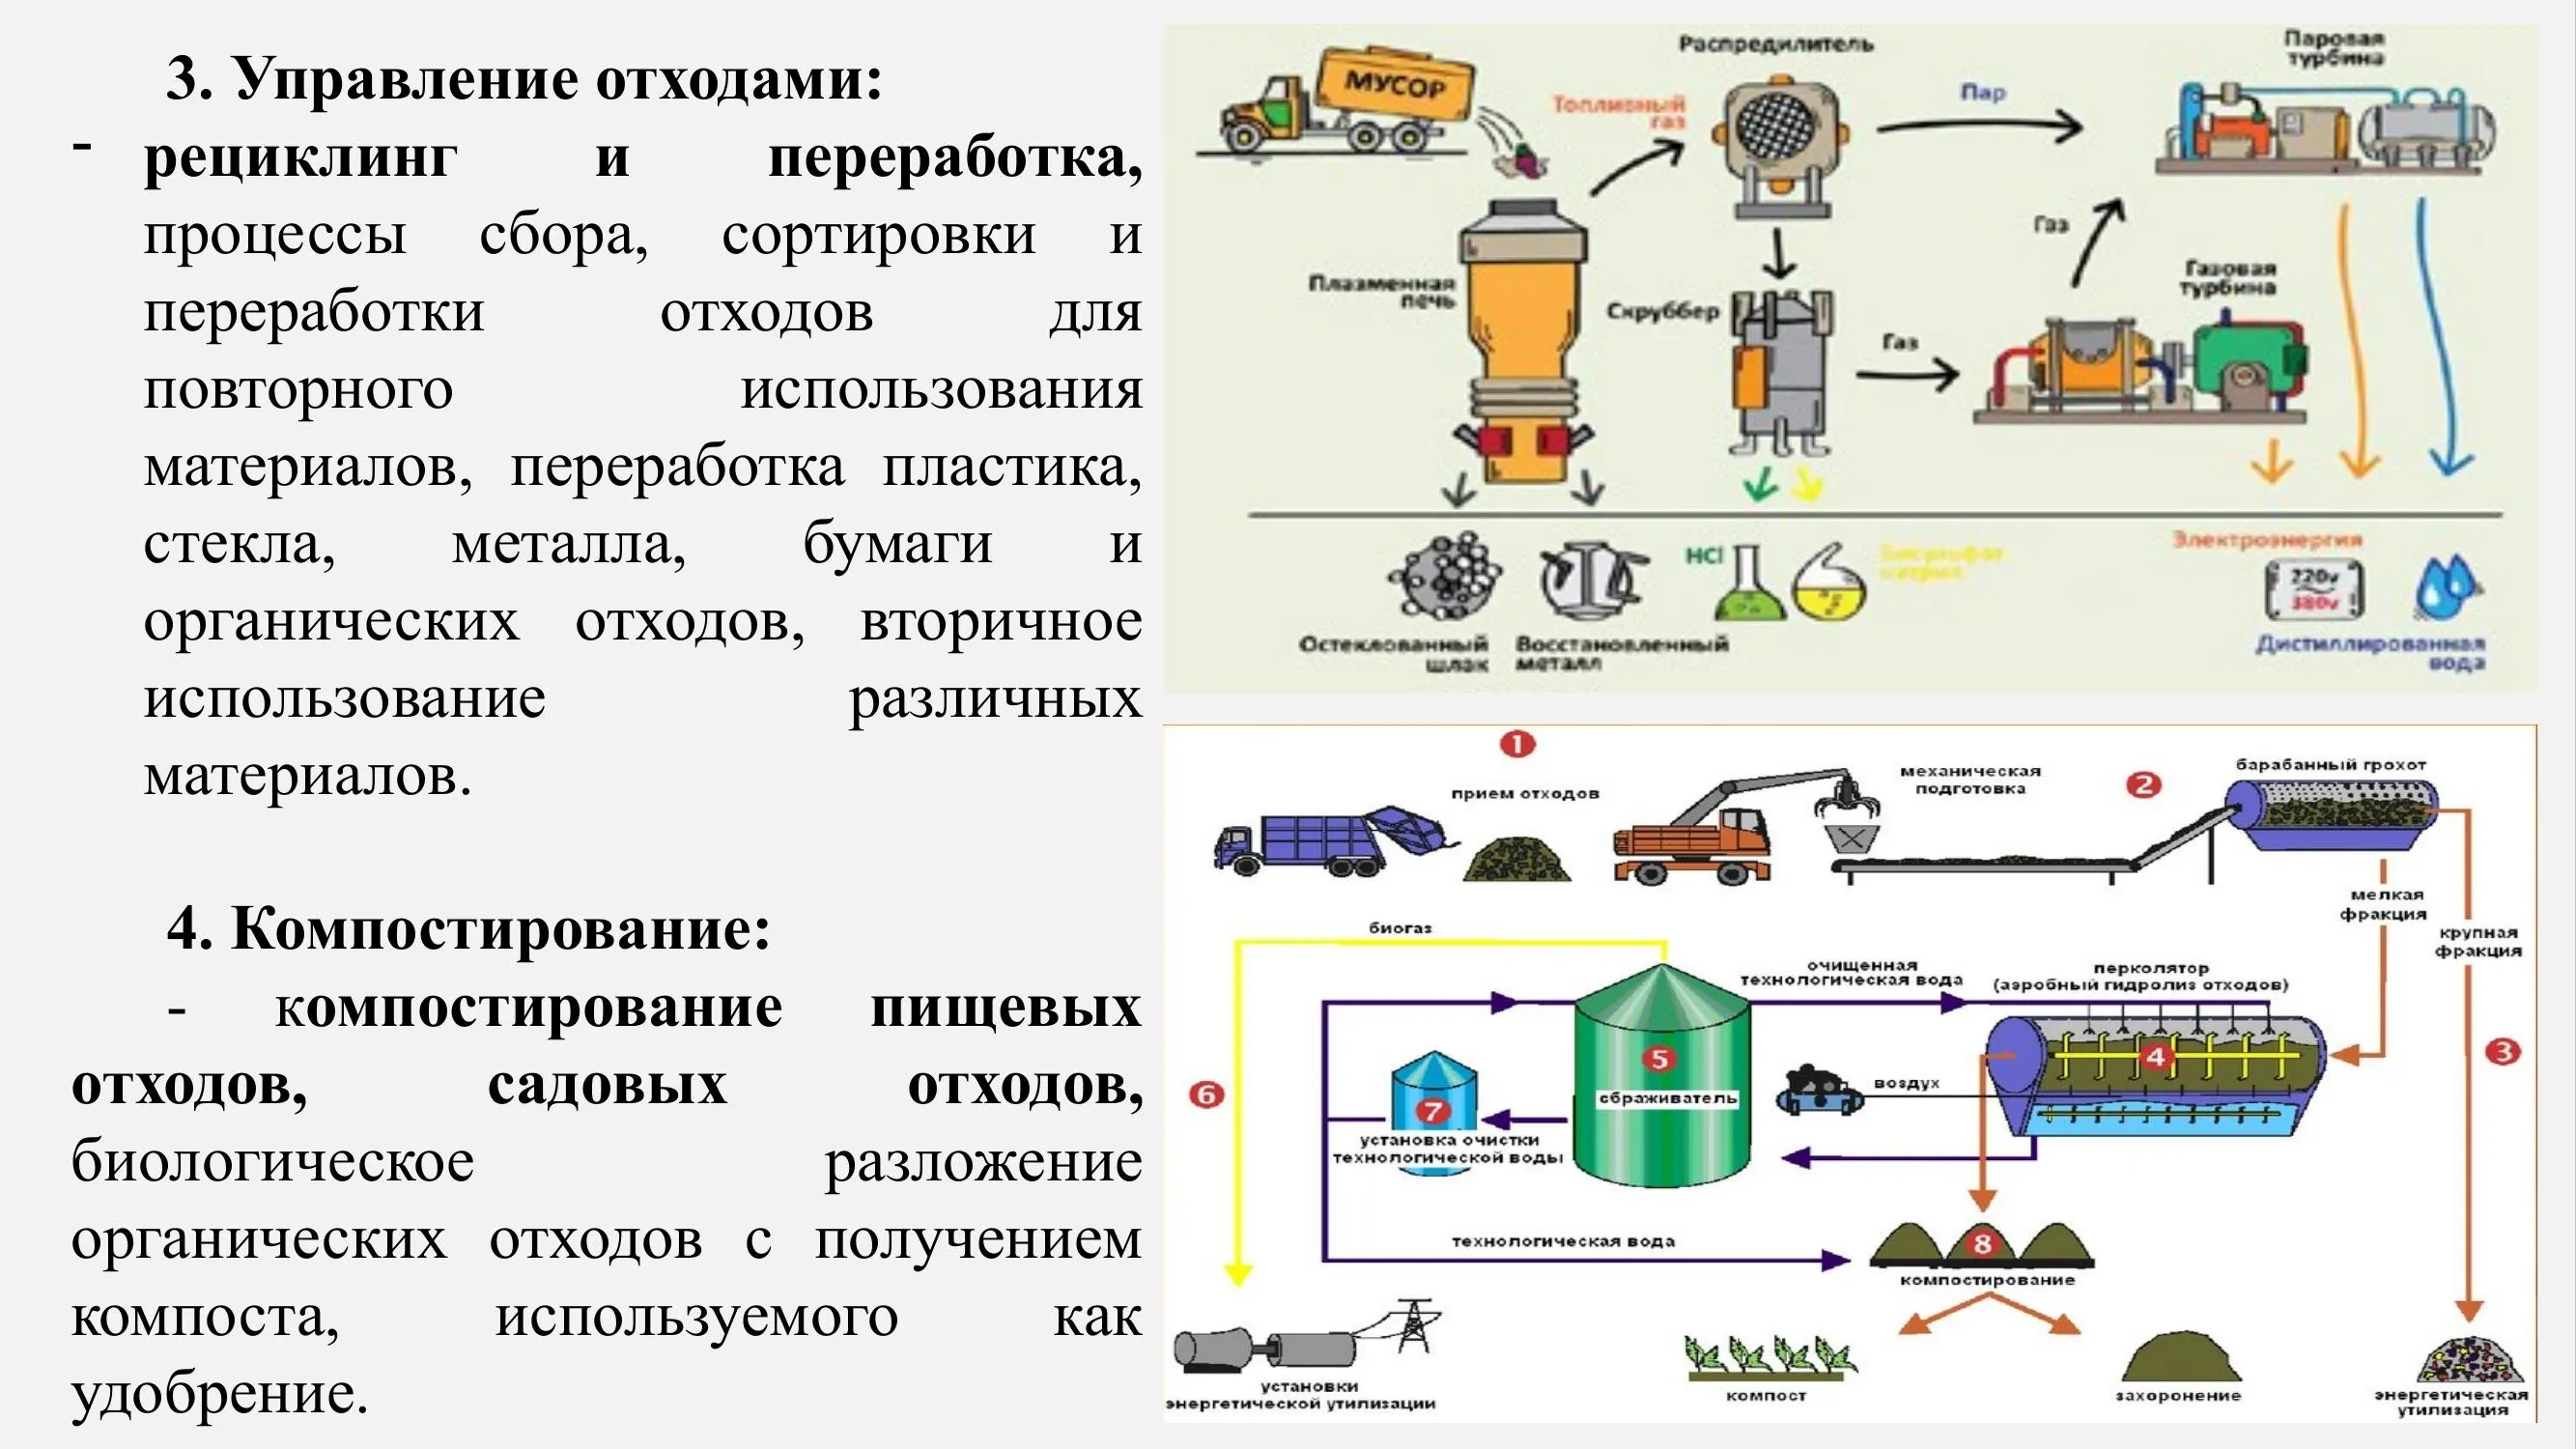 3. Управление отходами:
- рециклинг и переработка,
процессы сбора, сортировки и
переработки отходов для
повторного использования
материалов, переработка пластика,
стекла, металла, бумаги и
органических отходов, вторичное
использование различных
материалов.
4. Компостирование:
- компостирование пищевых
отходов, садовых отходов,
биологическое разложение
органических отходов с получением
компоста, используемого как
удобрение.
МУСОР
Распредилитель
Паровая
турбина
Топливный
газ
Пар
Плазменная
печь
Скруббер
Газ
Газ
Газовая
турбина
HCl
Бисульфат
натрия
Электроэнергия
220v
380v
Остеклованный
шлак
Восстановленный
металл
Дистиллированная
вода
1
прием отходов
механическая
подготовка
2
барабанный грохот
мелкая
фракция
крупная
фракция
биогаз
очищенная
технологическая вода
перколятор
(аэробный гидролиз отходов)
3
4
5
сбраживатель
воздух
6
7
установка очистки
технологической воды
технологическая вода
8
компостирование
установки
энергетической утилизации
компост
захоронение
энергетическая
утилизация